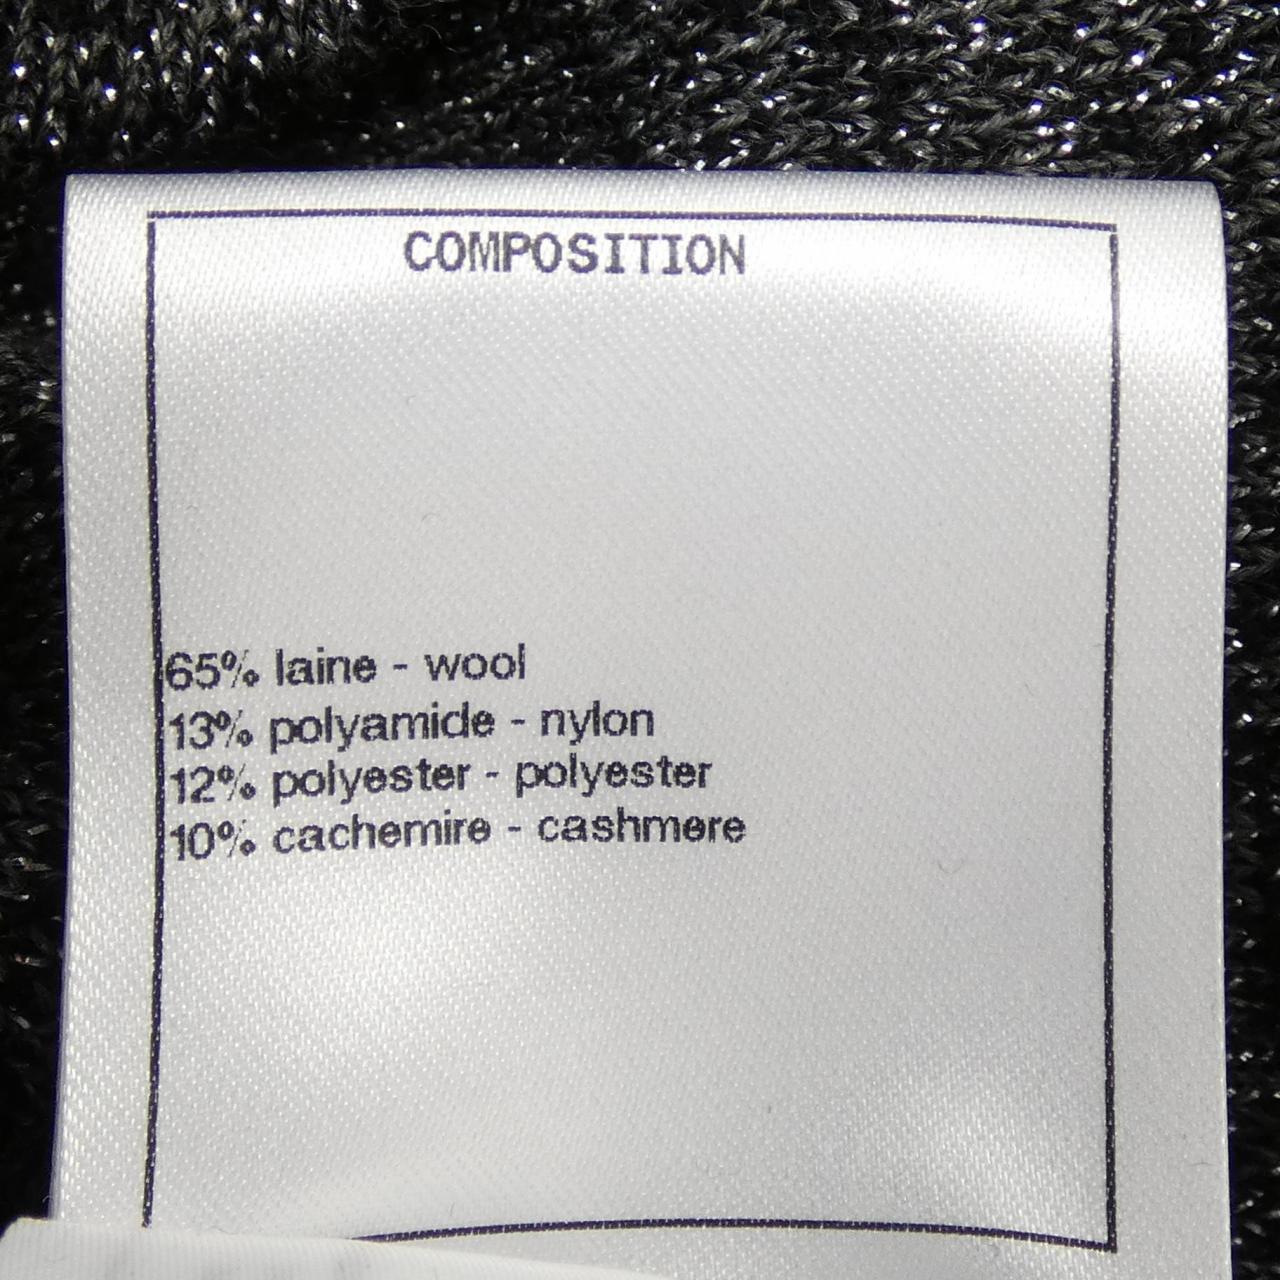 COMPOSITION
65% laine - wool
13% polyamide - nylon
12% polyester - polyester
10% cachemire - cashmere